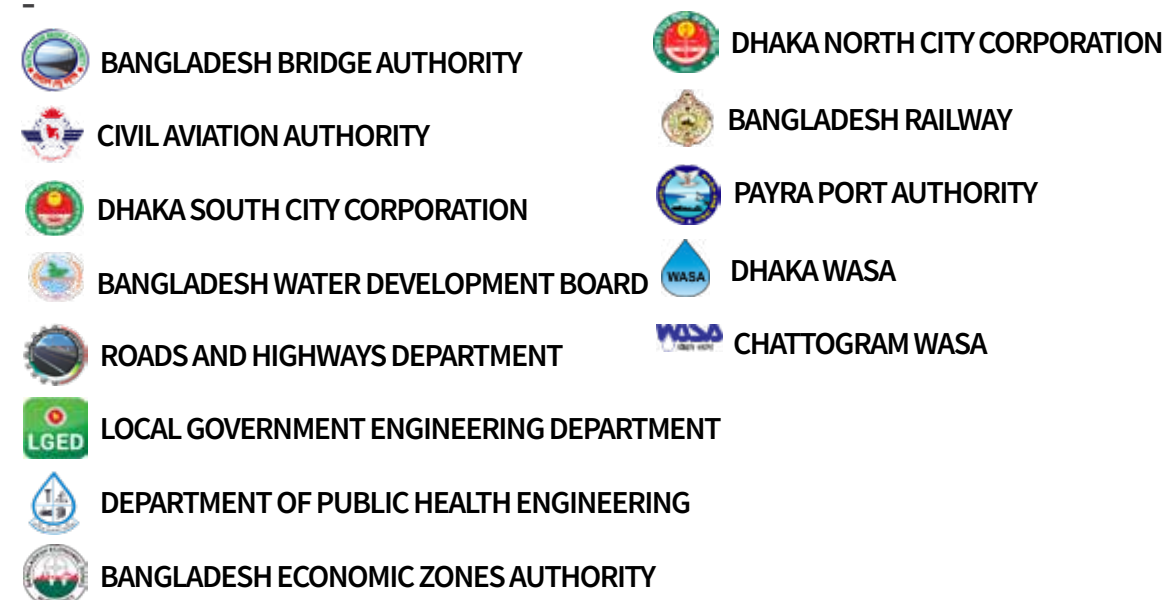 BANGLADESH BRIDGE AUTHORITY
CIVIL AVIATION AUTHORITY
DHAKA SOUTH CITY CORPORATION
BANGLADESH WATER DEVELOPMENT BOARD
ROADS AND HIGHWAYS DEPARTMENT
LGED
LOCAL GOVERNMENT ENGINEERING DEPARTMENT
DEPARTMENT OF PUBLIC HEALTH ENGINEERING
BANGLADESH ECONOMIC ZONES AUTHORITY
DHAKA NORTH CITY CORPORATION
BANGLADESH RAILWAY
PAYRA PORT AUTHORITY
WASA
DHAKA WASA
WASA
CHATTOGRAM WASA